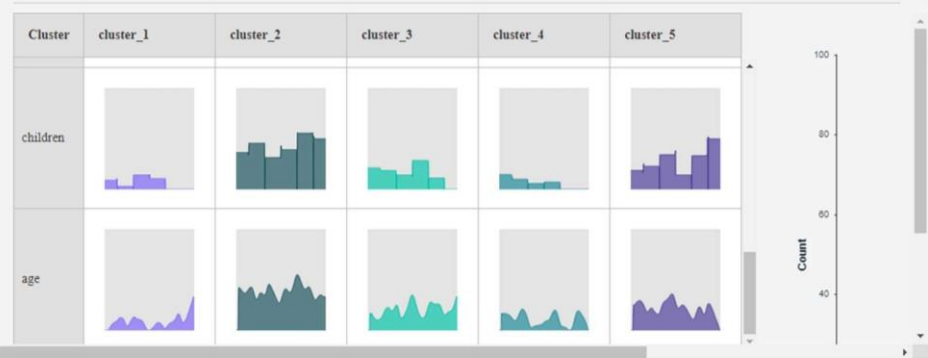 Cluster cluster_1 cluster_2 cluster_3 cluster_4 cluster_5
children
age
100
80
60
40
Count